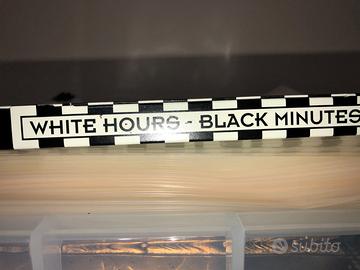 WHITE HOURS - BLACK MINUTES
subito